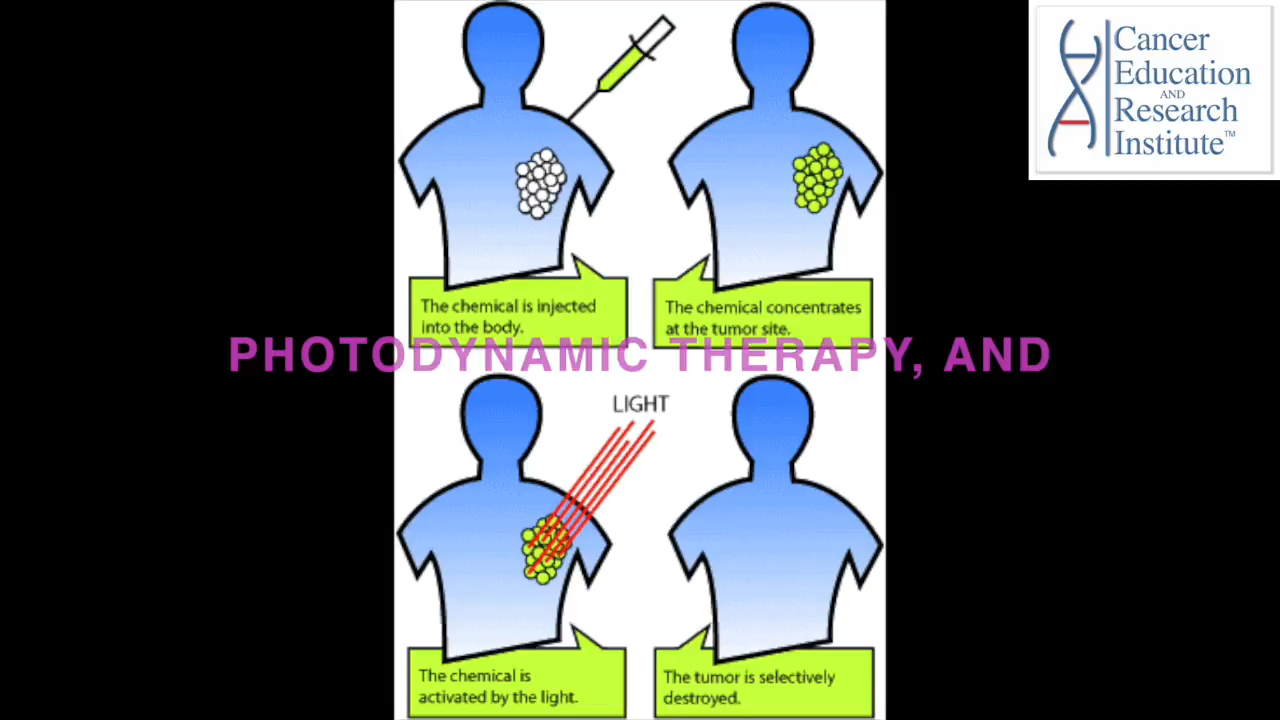 Cancer
Education
AND
Research
Institute™
The chemical is injected
into the body.
The chemical concentrates
at the tumor site.
PHOTODYNAMIC THERAPY, AND
LIGHT
The chemical is
activated by the light.
The tumor is selectively
destroyed.